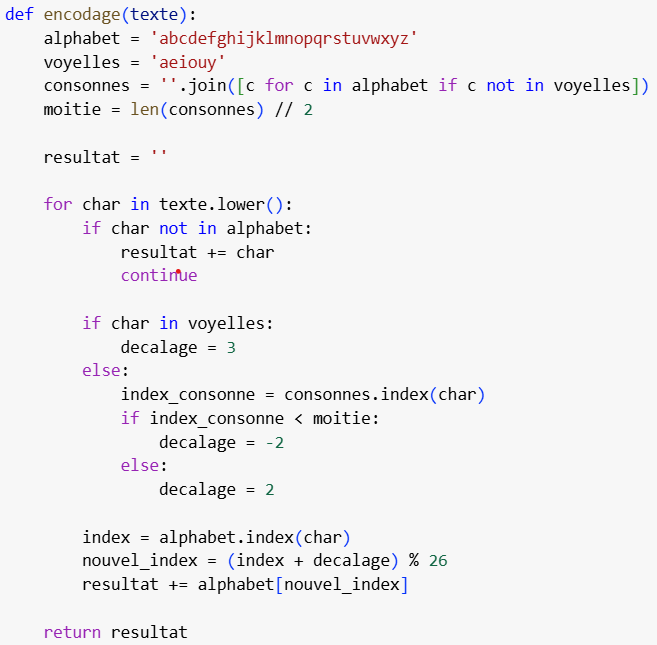 def encodage(texte):
    alphabet = 'abcdefghijklmnopqrstuvwxyz'
    voyelles = 'aeiouy'
    consonnes = ''.join([c for c in alphabet if c not in voyelles])
    moitie = len(consonnes) // 2

    resultat = ''

    for char in texte.lower():
        if char not in alphabet:
            resultat += char
            continue

        if char in voyelles:
            decalage = 3
        else:
            index_consonne = consonnes.index(char)
            if index_consonne < moitie:
                decalage = -2
            else:
                decalage = 2

        index = alphabet.index(char)
        nouvel_index = (index + decalage) % 26
        resultat += alphabet[nouvel_index]

    return resultat